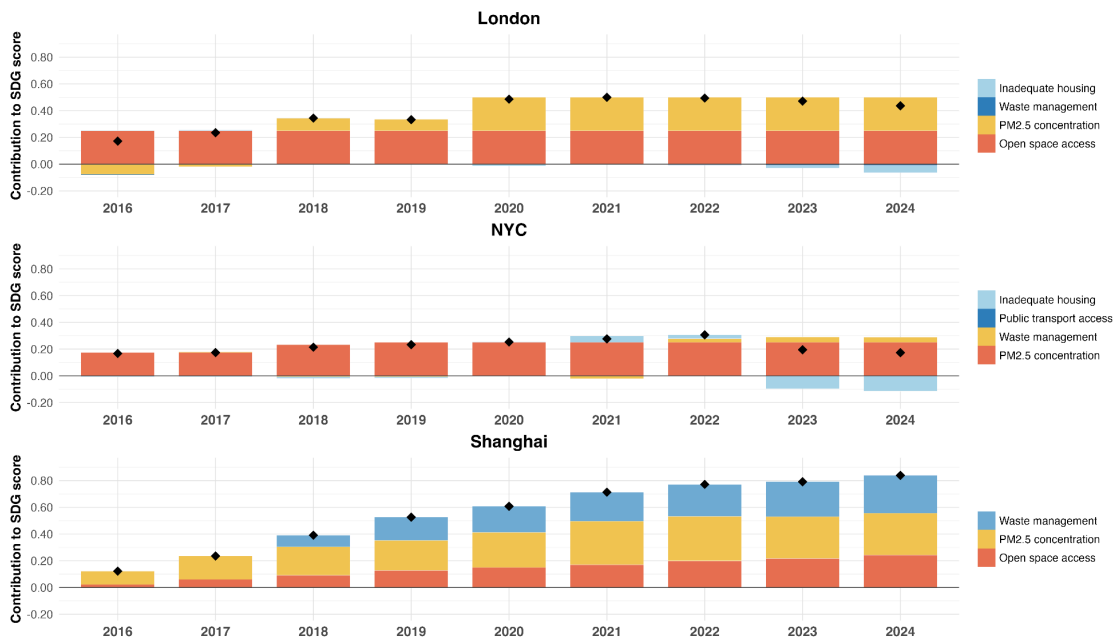 London
Contribution to SDG score
0.80
0.60
0.40
0.20
0.00
-0.20
2016 2017 2018 2019 2020 2021 2022 2023 2024
Inadequate housing
Waste management
PM2.5 concentration
Open space access
NYC
Contribution to SDG score
0.80
0.60
0.40
0.20
0.00
-0.20
2016 2017 2018 2019 2020 2021 2022 2023 2024
Inadequate housing
Public transport access
Waste management
PM2.5 concentration
Shanghai
Contribution to SDG score
0.80
0.60
0.40
0.20
0.00
-0.20
2016 2017 2018 2019 2020 2021 2022 2023 2024
Waste management
PM2.5 concentration
Open space access